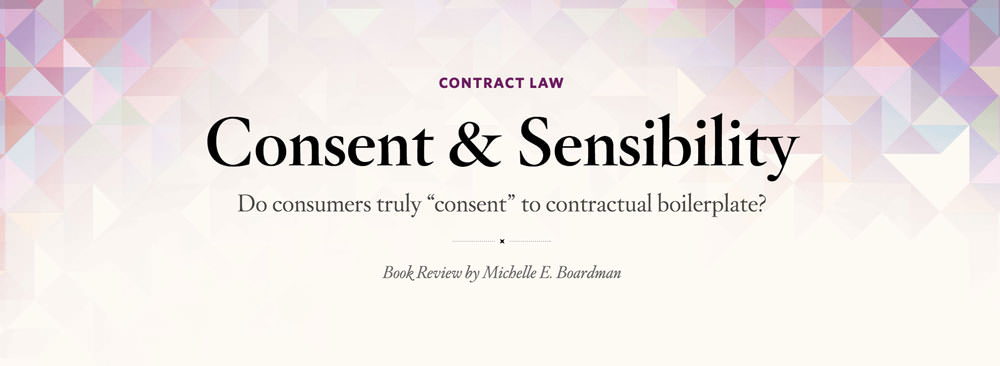 CONTRACT LAW
Consent & Sensibility
Do consumers truly “consent” to contractual boilerplate?
Book Review by Michelle E. Boardman